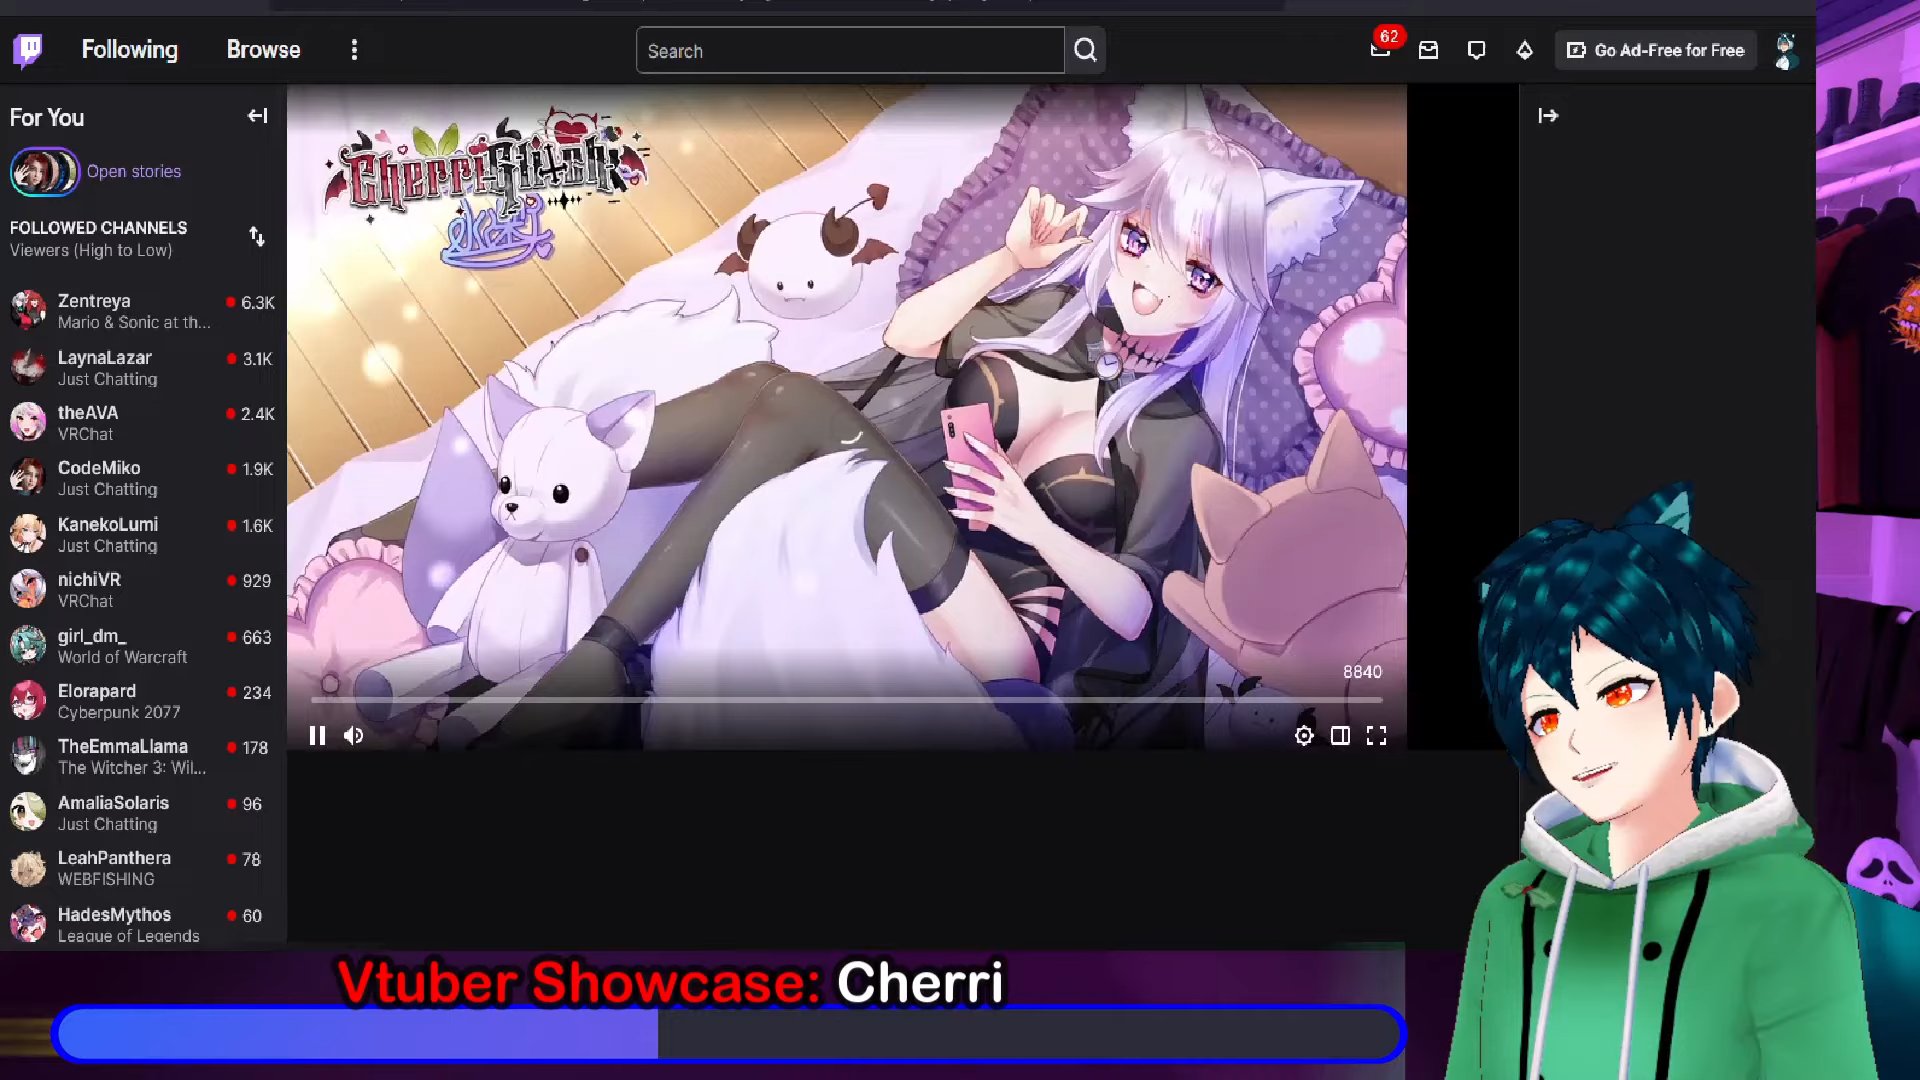 Following
Browse
Search
62
Go Ad-Free for Free
For You
Open stories
FOLLOWED CHANNELS
Viewers (High to Low)
Zentreya
6.3K
Mario & Sonic at th...
LaynaLazar
3.1K
Just Chatting
theAVA
2.4K
VRChat
CodeMiko
1.9K
Just Chatting
KanekoLumi
1.6K
Just Chatting
nichiVR
929
VRChat
girl_dm_
663
World of Warcraft
Elorapard
234
Cyberpunk 2077
TheEmmaLlama
178
The Witcher 3: Wil...
AmaliaSolaris
96
Just Chatting
LeahPanthera
78
WEBFISHING
HadesMythos
60
League of Legends
CherriStitch
8840
Vtuber Showcase: Cherri